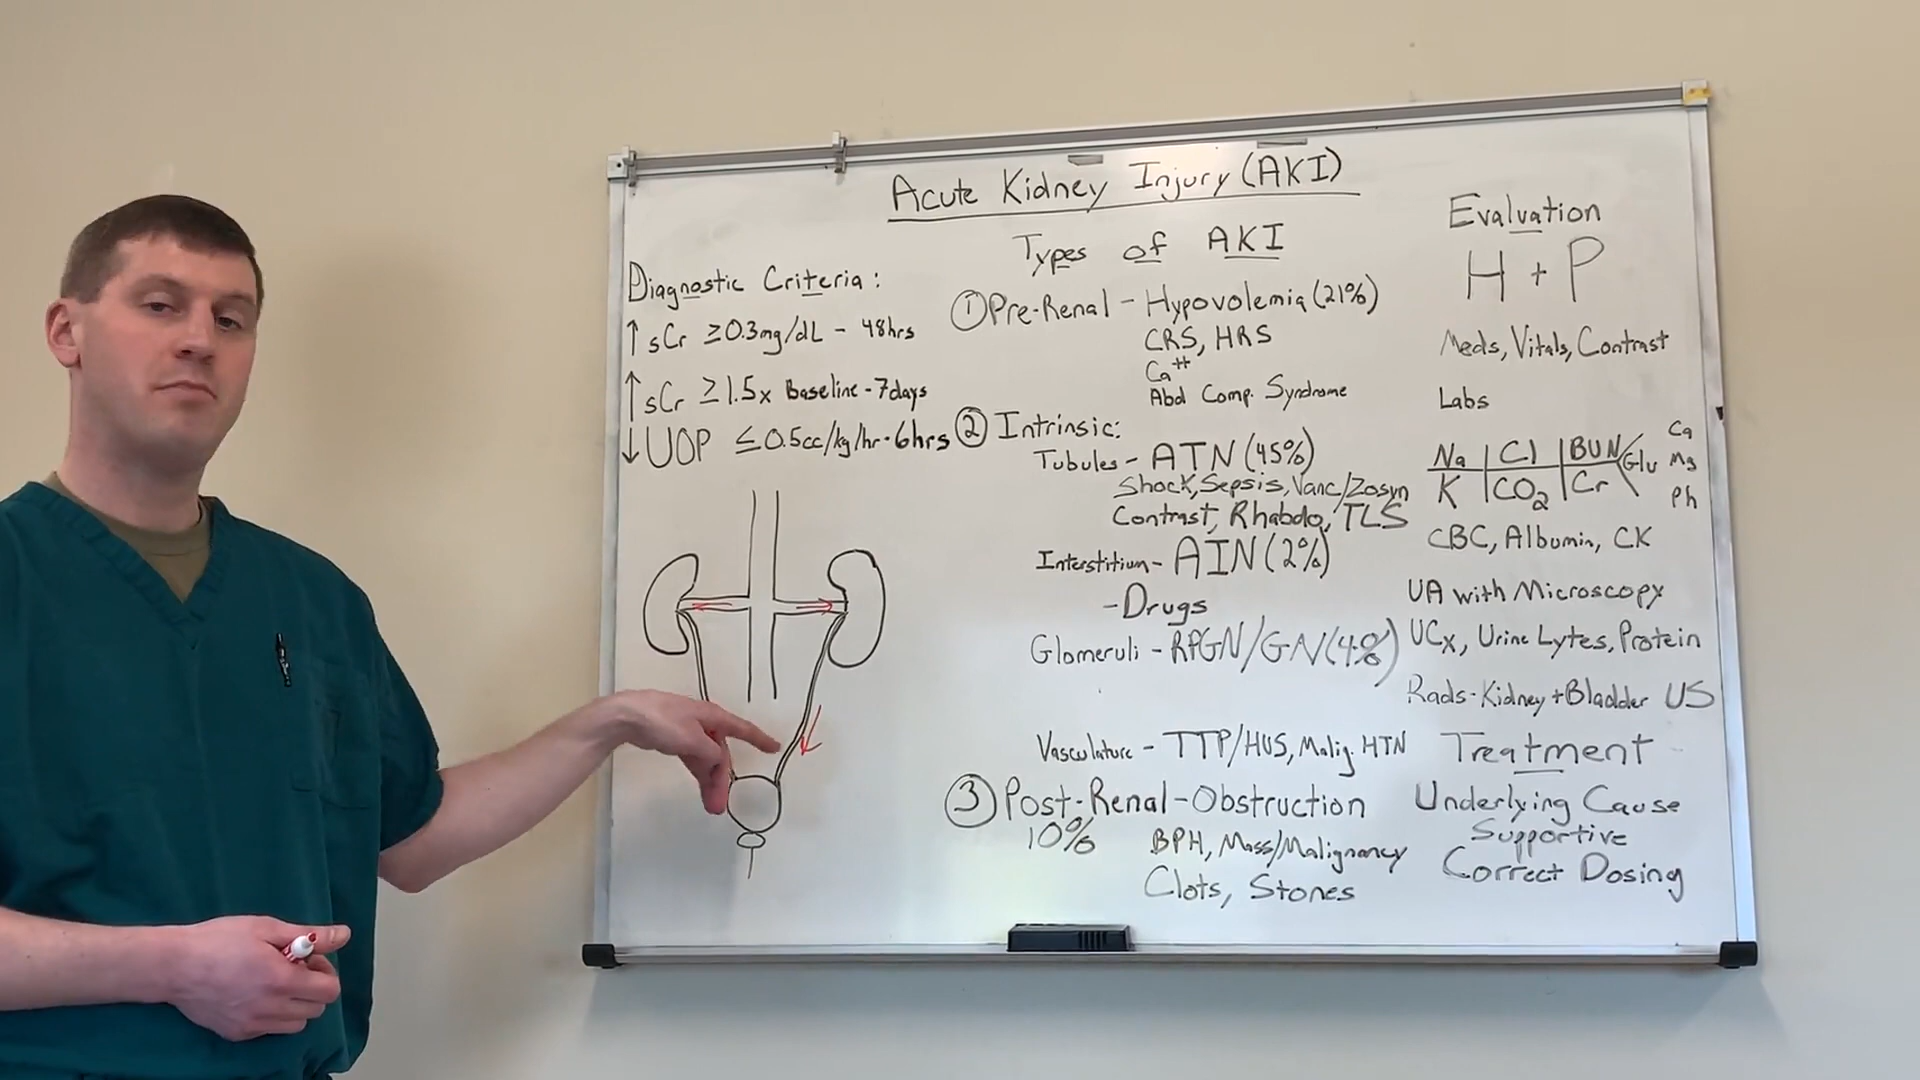 Acute Kidney Injury (AKI)
Diagnostic Criteria:
↑ sCr ≥0.3mg/dL - 48hrs
↑ sCr ≥1.5x Baseline - 7days
↓ UOP ≤0.5cc/kg/hr - 6hrs
Types of AKI
① Pre-Renal - Hypovolemia (21%)
CRS, HRS
Ca++
Abd Comp. Syndrome
② Intrinsic:
Tubules - ATN (45%)
Shock, Sepsis, Vanc/Zosyn
Contrast, Rhabdo, TLS
Interstitium - AIN (2%)
- Drugs
Glomeruli - RPGN/GN (4%)
Vasculature - TTP/HUS, Malig. HTN
③ Post-Renal - Obstruction
10%
BPH, Mass/Malignancy
Clots, Stones
Evaluation
H + P
Meds, Vitals, Contrast
Labs
Na Cl BUN Glu
K CO2 Cr
Ca
Mg
Ph
CBC, Albumin, CK
UA with Microscopy
UCx, Urine Lytes, Protein
Rads - Kidney + Bladder US
Treatment
Underlying Cause
Supportive
Correct Dosing